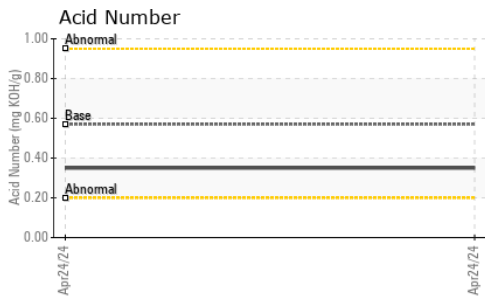 Acid Number
Abnormal
Base
Abnormal
Acid Number (mg KOH/g)
1.00
0.80
0.60
0.40
0.20
0.00
Apr24/24
Apr24/24